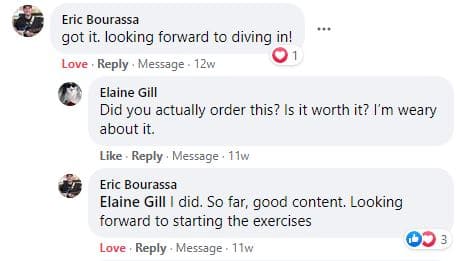 Eric Bourassa
got it. looking forward to diving in!
Love · Reply · Message · 12w
1
Elaine Gill
Did you actually order this? Is it worth it? I'm weary
about it.
Like · Reply · Message · 11w
Eric Bourassa
Elaine Gill I did. So far, good content. Looking
forward to starting the exercises
Love · Reply · Message · 11w
3